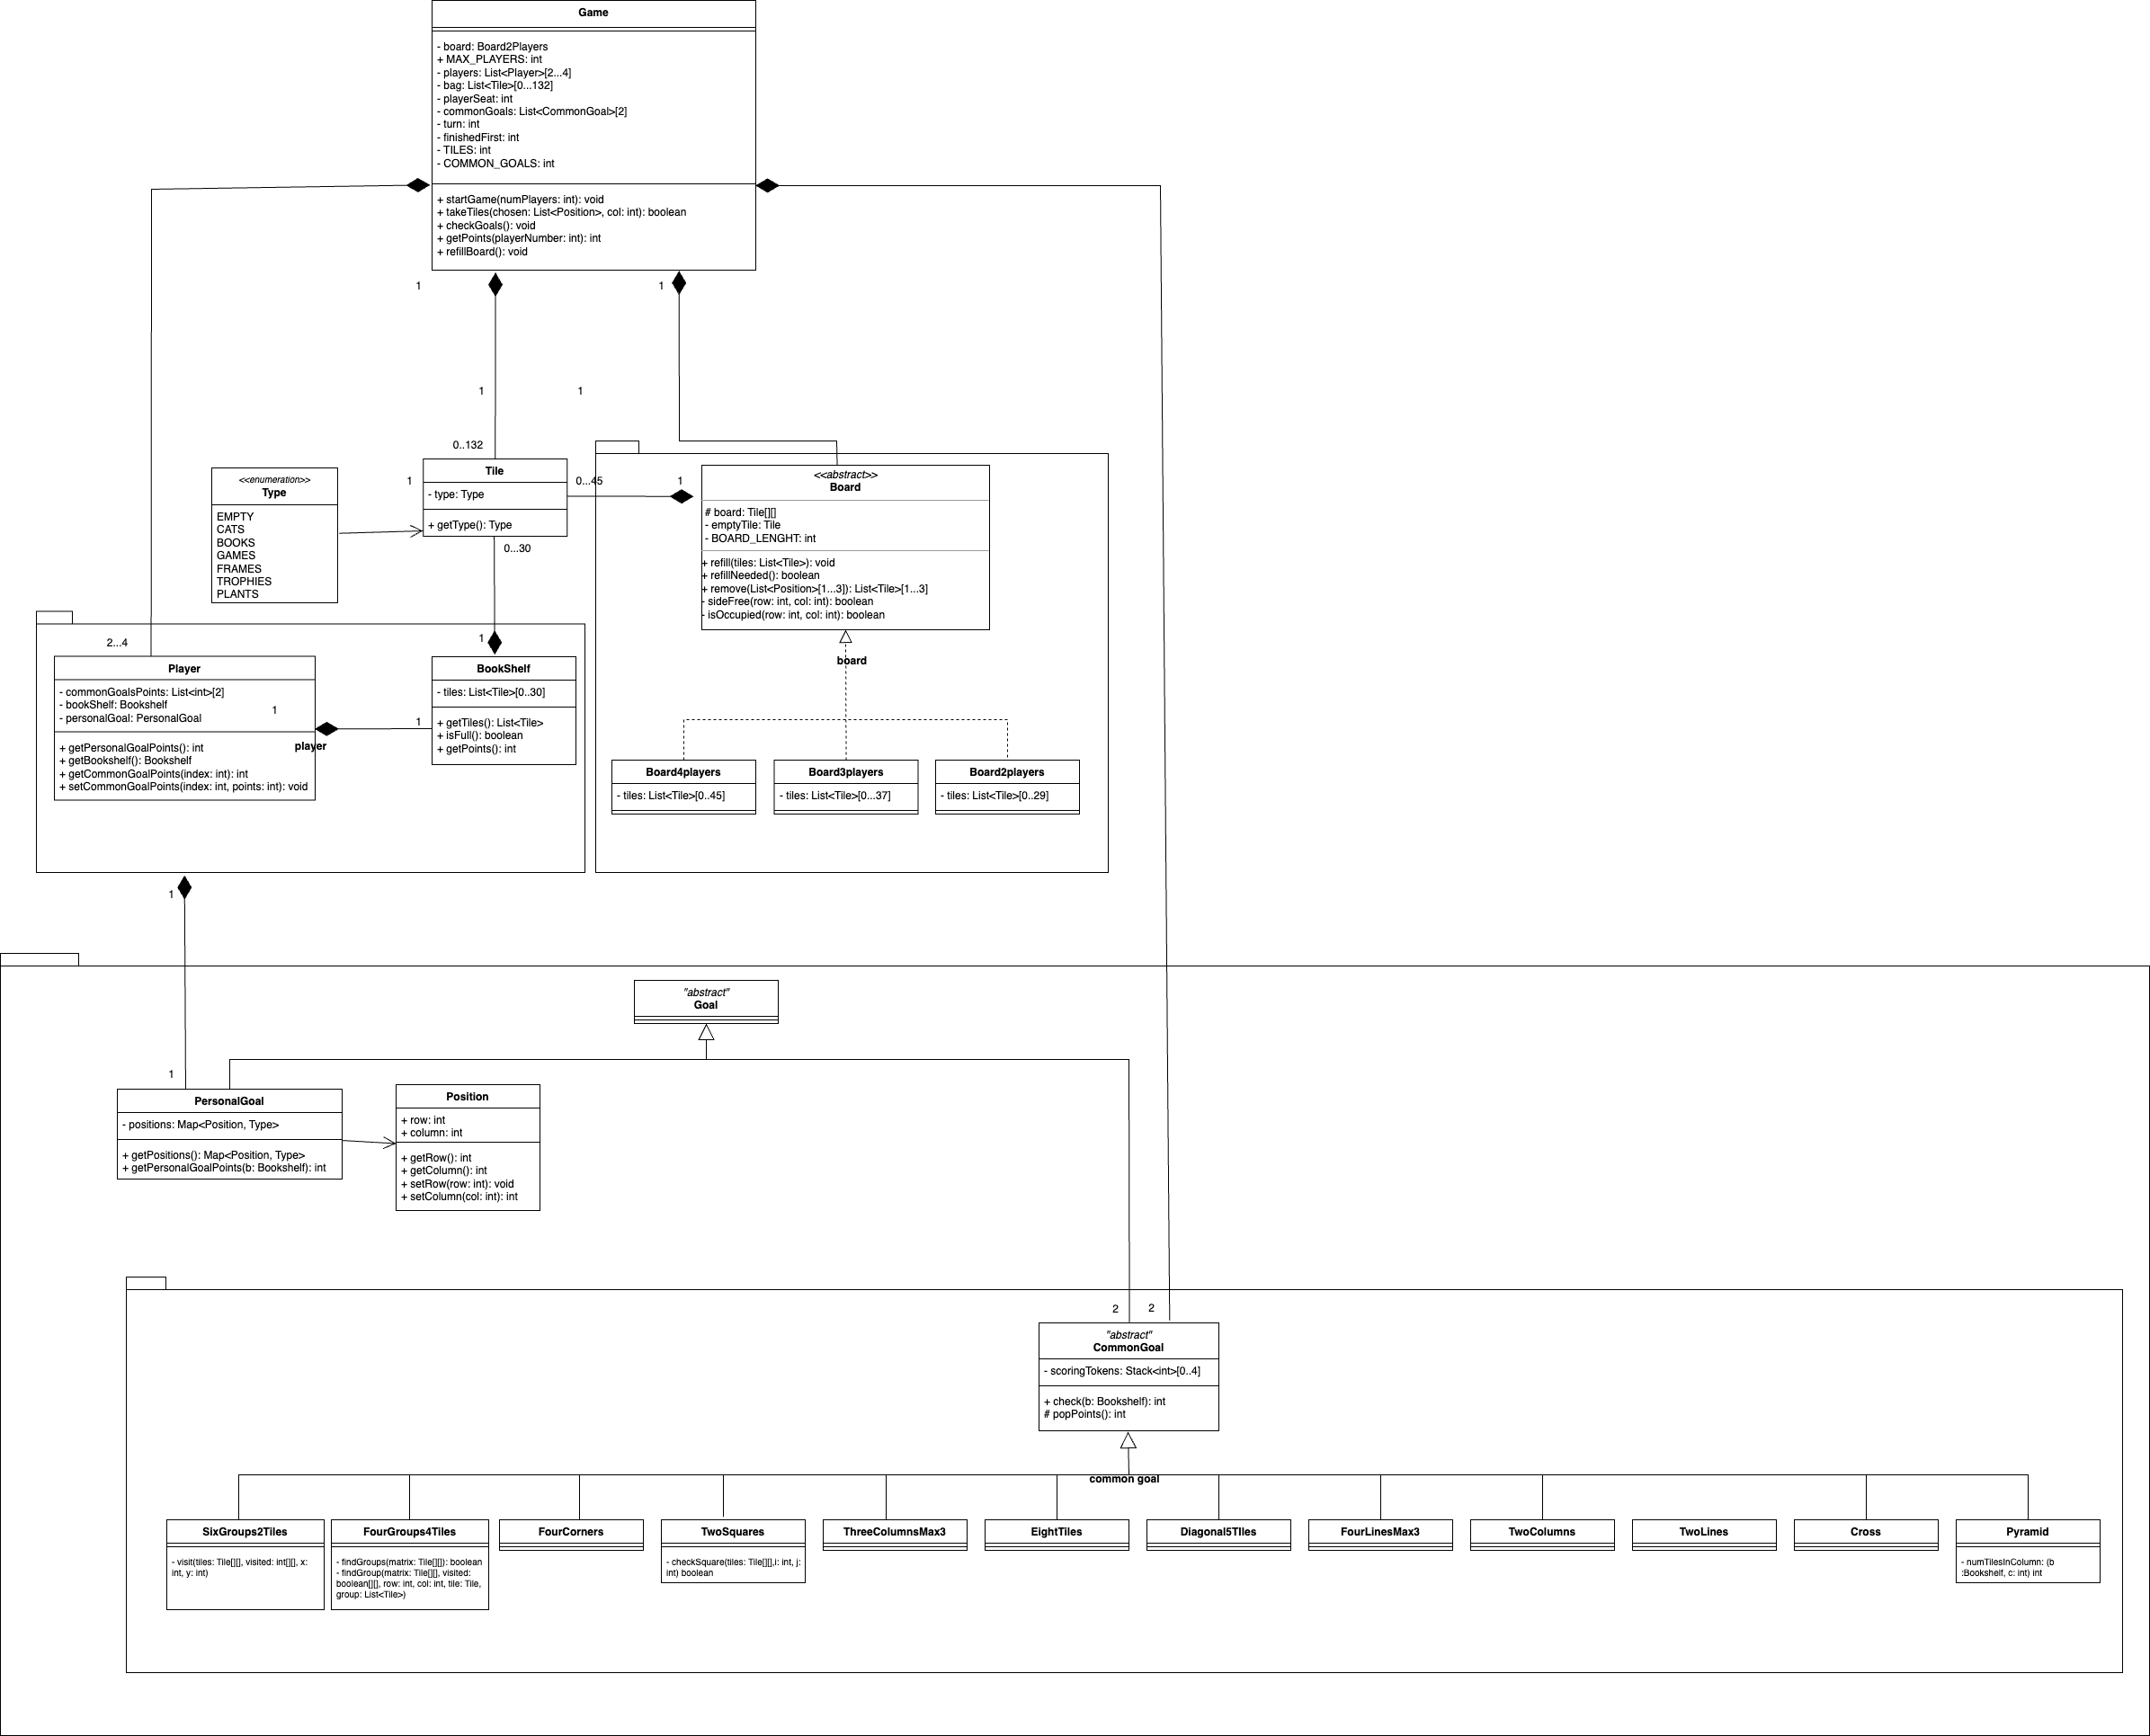 Game
- board: Board2Players
+ MAX_PLAYERS: int
- players: List<Player>[2...4]
- bag: List<Tile>[0...132]
- playerSeat: int
- commonGoals: List<CommonGoal>[2]
- turn: int
- finishedFirst: int
- TILES: int
- COMMON_GOALS: int
+ startGame(numPlayers: int): void
+ takeTiles(chosen: List<Position>, col: int): boolean
+ checkGoals(): void
+ getPoints(playerNumber: int): int
+ refillBoard(): void
1
1
1
1
0..132
<<enumeration>>
Type
EMPTY
CATS
BOOKS
GAMES
FRAMES
TROPHIES
PLANTS
1
Tile
- type: Type
+ getType(): Type
0...45
1
0...30
<<abstract>>
Board
# board: Tile[][]
- emptyTile: Tile
- BOARD_LENGHT: int
+ refill(tiles: List<Tile>): void
+ refillNeeded(): boolean
+ remove(List<Position>[1...3]): List<Tile>[1...3]
- sideFree(row: int, col: int): boolean
- isOccupied(row: int, col: int): boolean
board
2...4
1
Player
- commonGoalsPoints: List<int>[2]
- bookShelf: Bookshelf
- personalGoal: PersonalGoal
1
+ getPersonalGoalPoints(): int
+ getBookshelf(): Bookshelf
+ getCommonGoalPoints(index: int): int
+ setCommonGoalPoints(index: int, points: int): void
player
1
BookShelf
- tiles: List<Tile>[0..30]
+ getTiles(): List<Tile>
+ isFull(): boolean
+ getPoints(): int
Board4players
- tiles: List<Tile>[0..45]
Board3players
- tiles: List<Tile>[0...37]
Board2players
- tiles: List<Tile>[0..29]
1
"abstract"
Goal
1
PersonalGoal
- positions: Map<Position, Type>
+ getPositions(): Map<Position, Type>
+ getPersonalGoalPoints(b: Bookshelf): int
Position
+ row: int
+ column: int
+ getRow(): int
+ getColumn(): int
+ setRow(row: int): void
+ setColumn(col: int): int
2
2
"abstract"
CommonGoal
- scoringTokens: Stack<int>[0..4]
+ check(b: Bookshelf): int
# popPoints(): int
common goal
SixGroups2Tiles
- visit(tiles: Tile[][], visited: int[][], x:
int, y: int)
FourGroups4Tiles
- findGroups(matrix: Tile[][]): boolean
- findGroup(matrix: Tile[][], visited:
boolean[][], row: int, col: int, tile: Tile,
group: List<Tile>)
FourCorners
TwoSquares
- checkSquare(tiles: Tile[][],i: int, j:
int) boolean
ThreeColumnsMax3
EightTiles
Diagonal5TIles
FourLinesMax3
TwoColumns
TwoLines
Cross
Pyramid
- numTilesInColumn: (b
:Bookshelf, c: int) int